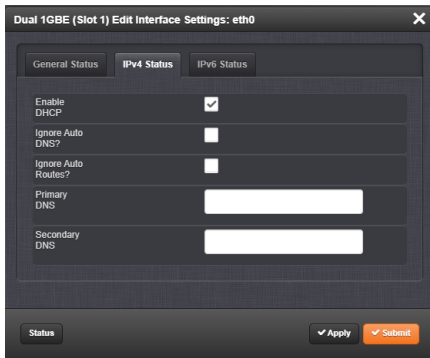 Dual 1GBE (Slot 1) Edit Interface Settings: eth0
General Status
IPv4 Status
IPv6 Status
Enable
DHCP
Ignore Auto
DNS?
Ignore Auto
Routes?
Primary
DNS
Secondary
DNS
Status
Apply
Submit